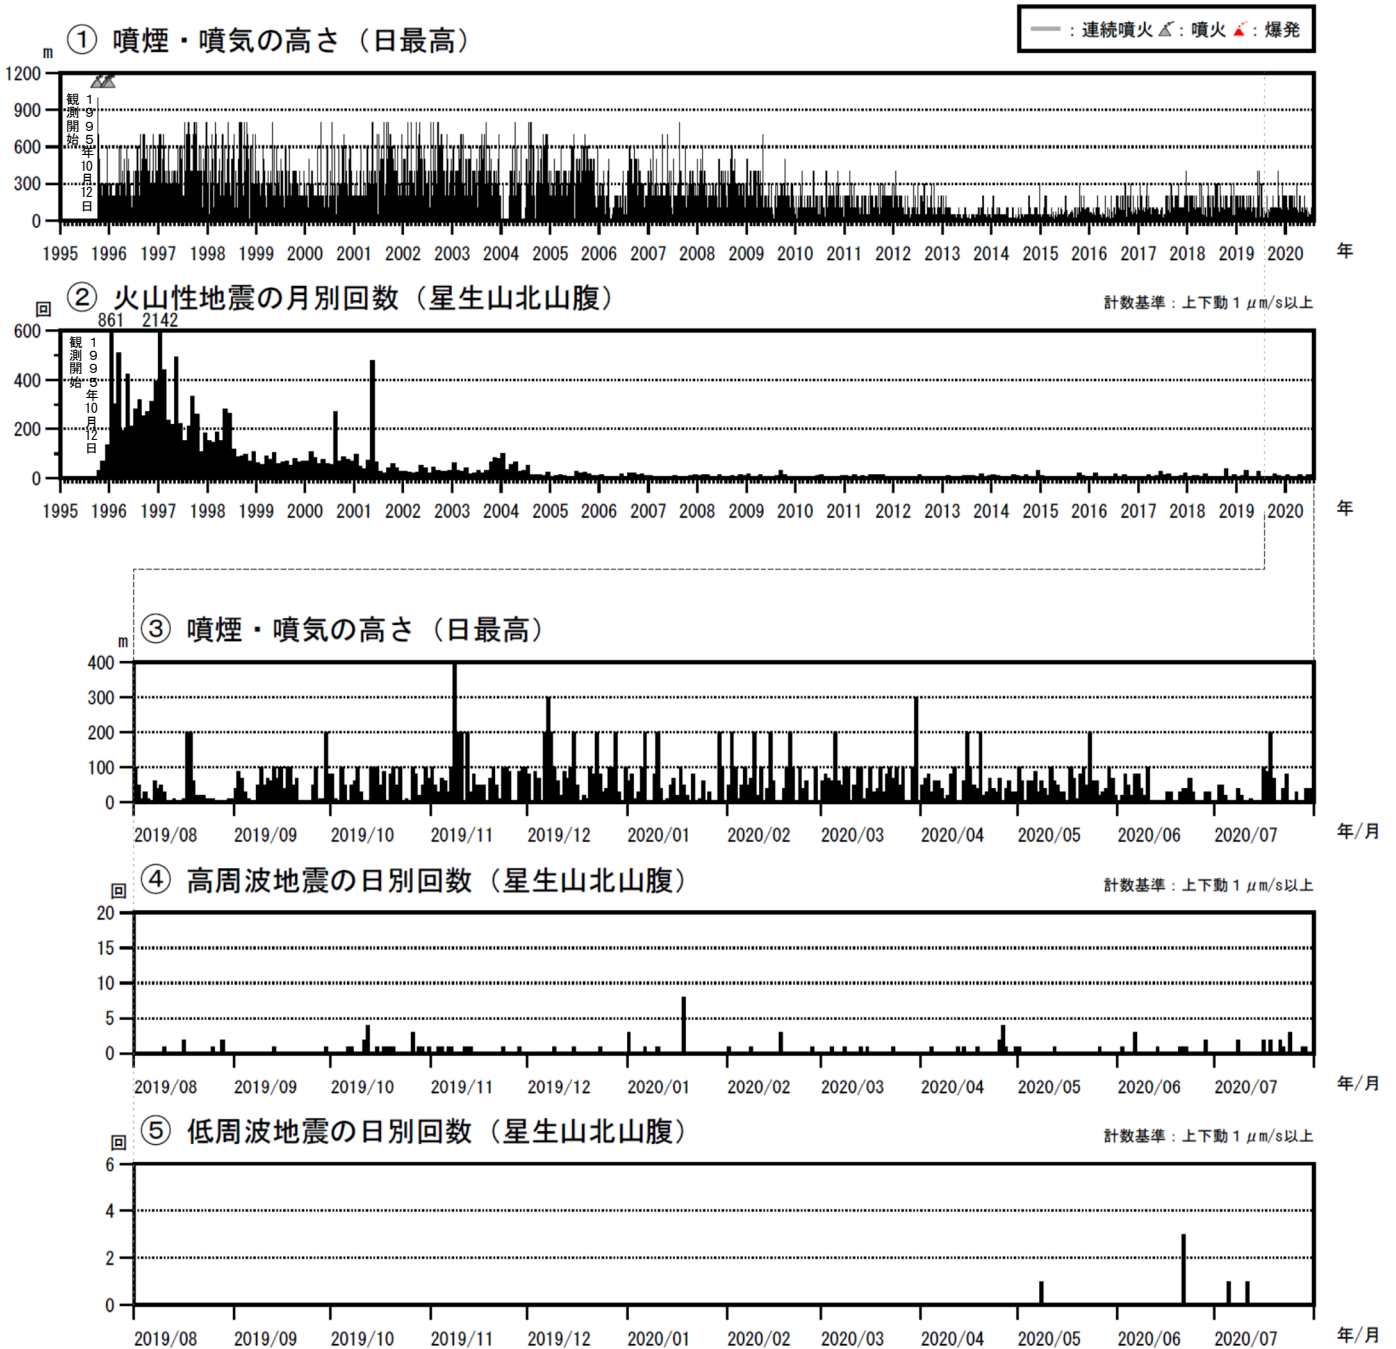 ― : 連続噴火 : 噴火 : 爆発
① 噴煙・噴気の高さ（日最高）
m
1200
900
600
300
0
観測開始
1995年10月12日
1995 1996 1997 1998 1999 2000 2001 2002 2003 2004 2005 2006 2007 2008 2009 2010 2011 2012 2013 2014 2015 2016 2017 2018 2019 2020 年
② 火山性地震の月別回数（星生山北山腹）
計数基準：上下動１μm/s以上
回
861 2142
600
400
200
0
観測開始
1995年10月12日
1995 1996 1997 1998 1999 2000 2001 2002 2003 2004 2005 2006 2007 2008 2009 2010 2011 2012 2013 2014 2015 2016 2017 2018 2019 2020 年
③ 噴煙・噴気の高さ（日最高）
m
400
300
200
100
0
2019/08 2019/09 2019/10 2019/11 2019/12 2020/01 2020/02 2020/03 2020/04 2020/05 2020/06 2020/07 年/月
④ 高周波地震の日別回数（星生山北山腹）
計数基準：上下動１μm/s以上
回
20
15
10
5
0
2019/08 2019/09 2019/10 2019/11 2019/12 2020/01 2020/02 2020/03 2020/04 2020/05 2020/06 2020/07 年/月
⑤ 低周波地震の日別回数（星生山北山腹）
計数基準：上下動１μm/s以上
回
6
4
2
0
2019/08 2019/09 2019/10 2019/11 2019/12 2020/01 2020/02 2020/03 2020/04 2020/05 2020/06 2020/07 年/月